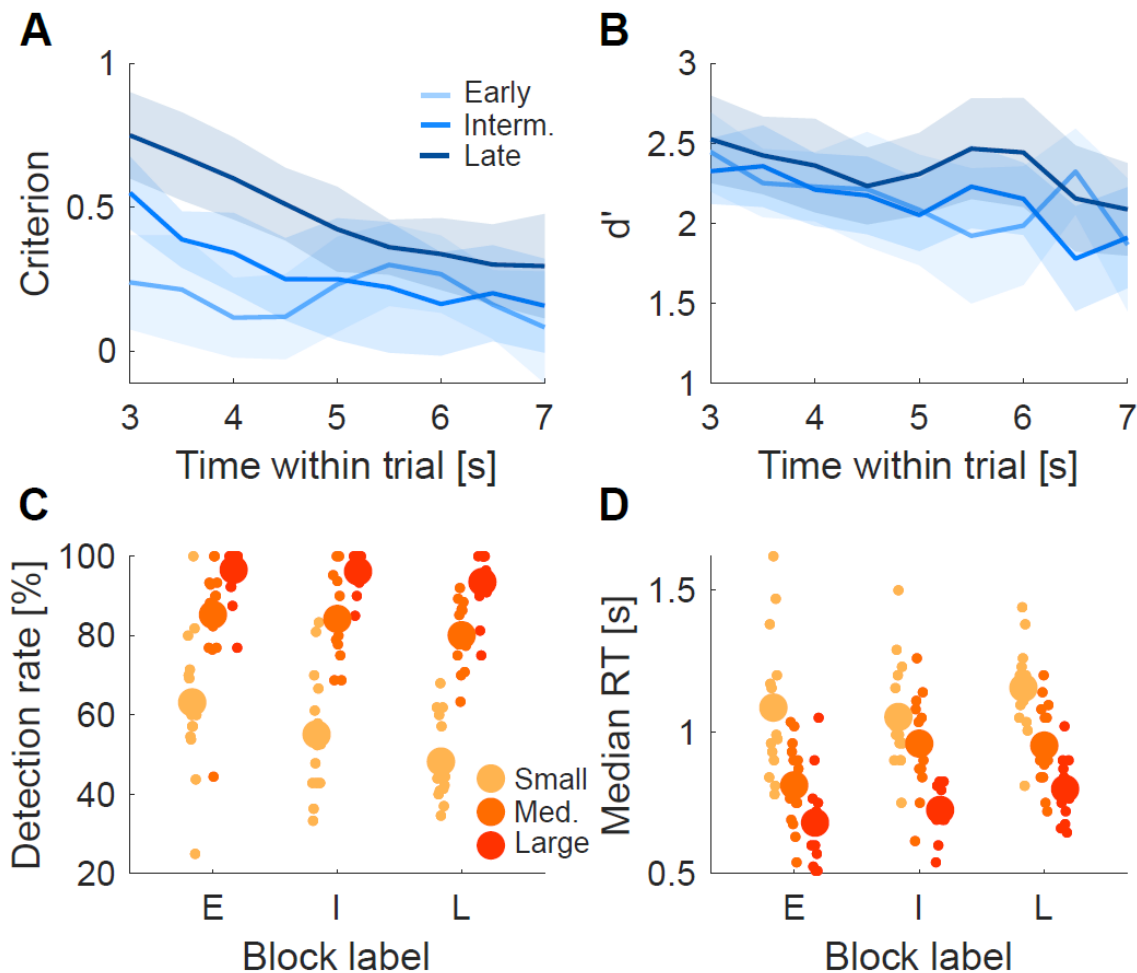 A
Criterion
1
0.5
0
Early
Interm.
Late
3
4
5
6
7
Time within trial [s]
B
d'
3
2.5
2
1.5
1
3
4
5
6
7
Time within trial [s]
C
Detection rate [%]
100
80
60
40
20
Small
Med.
Large
E
I
L
Block label
D
Median RT [s]
1.5
1
0.5
E
I
L
Block label